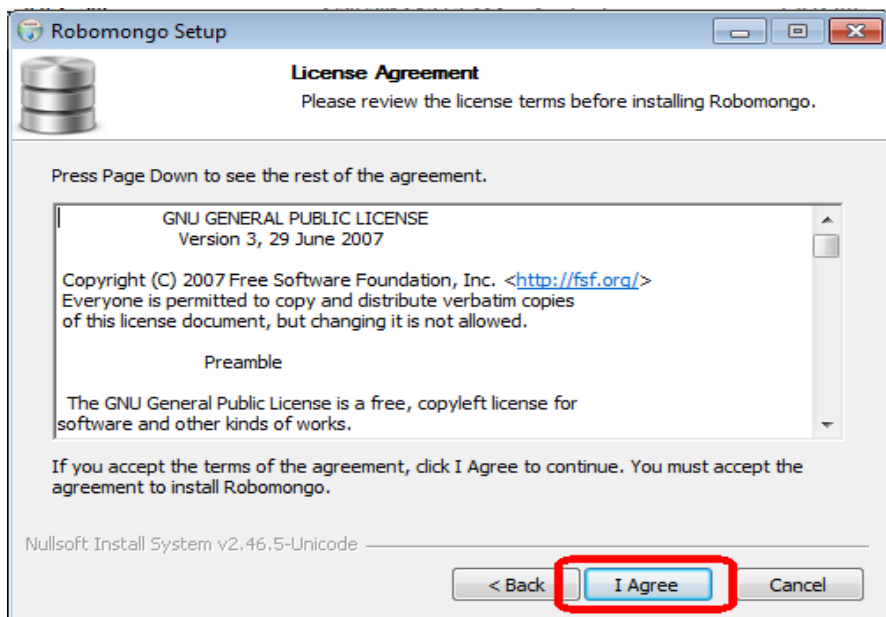 Robomongo Setup
License Agreement
Please review the license terms before installing Robomongo.
Press Page Down to see the rest of the agreement.
GNU GENERAL PUBLIC LICENSE
Version 3, 29 June 2007
Copyright (C) 2007 Free Software Foundation, Inc. <http://fsf.org/>
Everyone is permitted to copy and distribute verbatim copies
of this license document, but changing it is not allowed.
Preamble
The GNU General Public License is a free, copyleft license for
software and other kinds of works.
If you accept the terms of the agreement, click I Agree to continue. You must accept the
agreement to install Robomongo.
Nullsoft Install System v2.46.5-Unicode
< Back I Agree Cancel